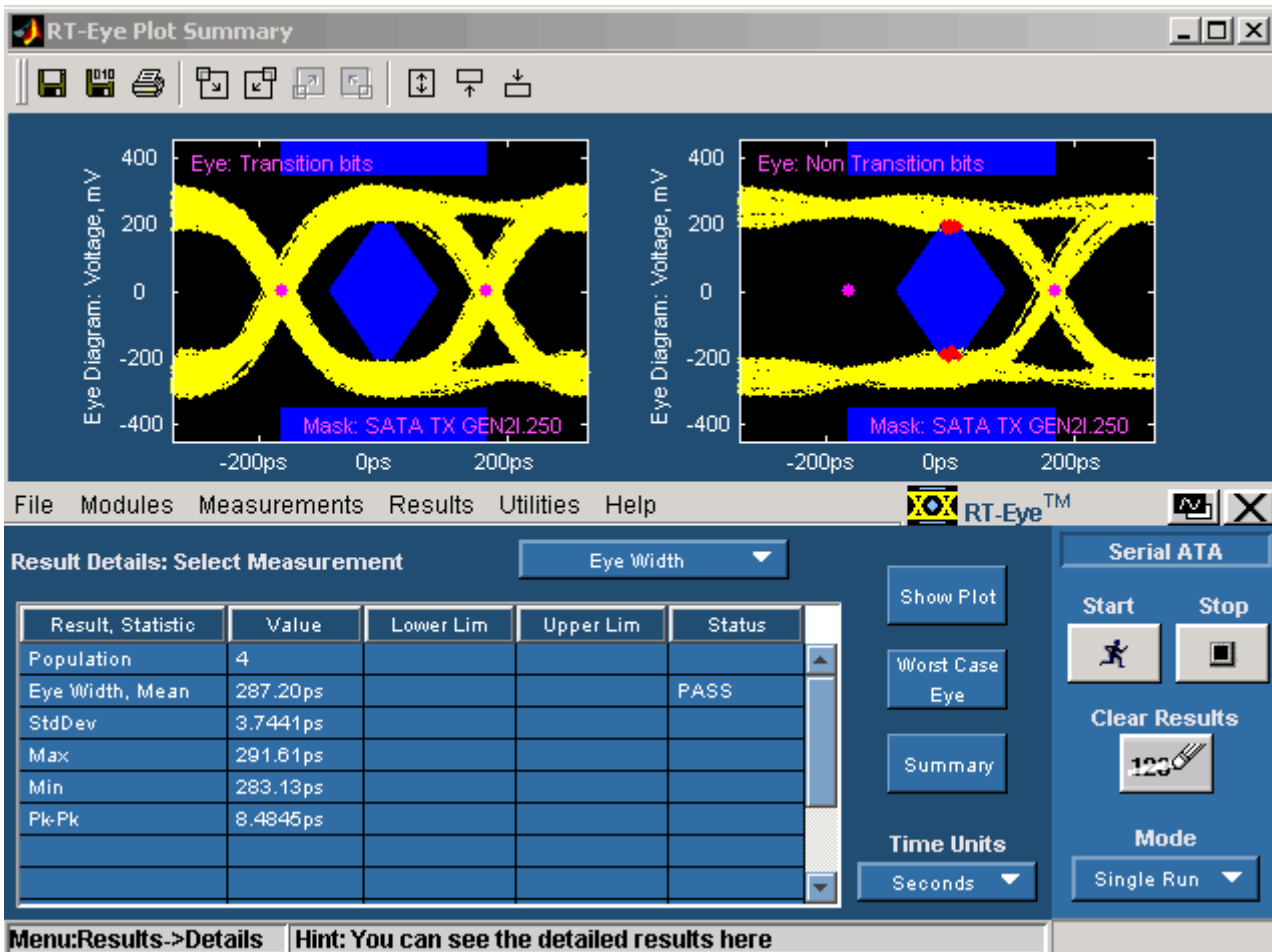 RT-Eye Plot Summary
010
Eye Diagram: Voltage, mV
400
200
0
-200
-400
Eye: Transition bits
Mask: SATA TX GEN2I.250
-200ps 0ps 200ps
Eye Diagram: Voltage, mV
400
200
0
-200
-400
Eye: Non Transition bits
Mask: SATA TX GEN2I.250
-200ps 0ps 200ps
File Modules Measurements Results Utilities Help
RT-Eye™
Result Details: Select Measurement
Eye Width
Result, Statistic Value Lower Lim Upper Lim Status
Population 4
Eye Width, Mean 287.20ps PASS
StdDev 3.7441ps
Max 291.61ps
Min 283.13ps
Pk-Pk 8.4845ps
Show Plot
Worst Case
Eye
Summary
Time Units
Seconds
Serial ATA
Start Stop
Clear Results
123
Mode
Single Run
Menu:Results->Details Hint: You can see the detailed results here